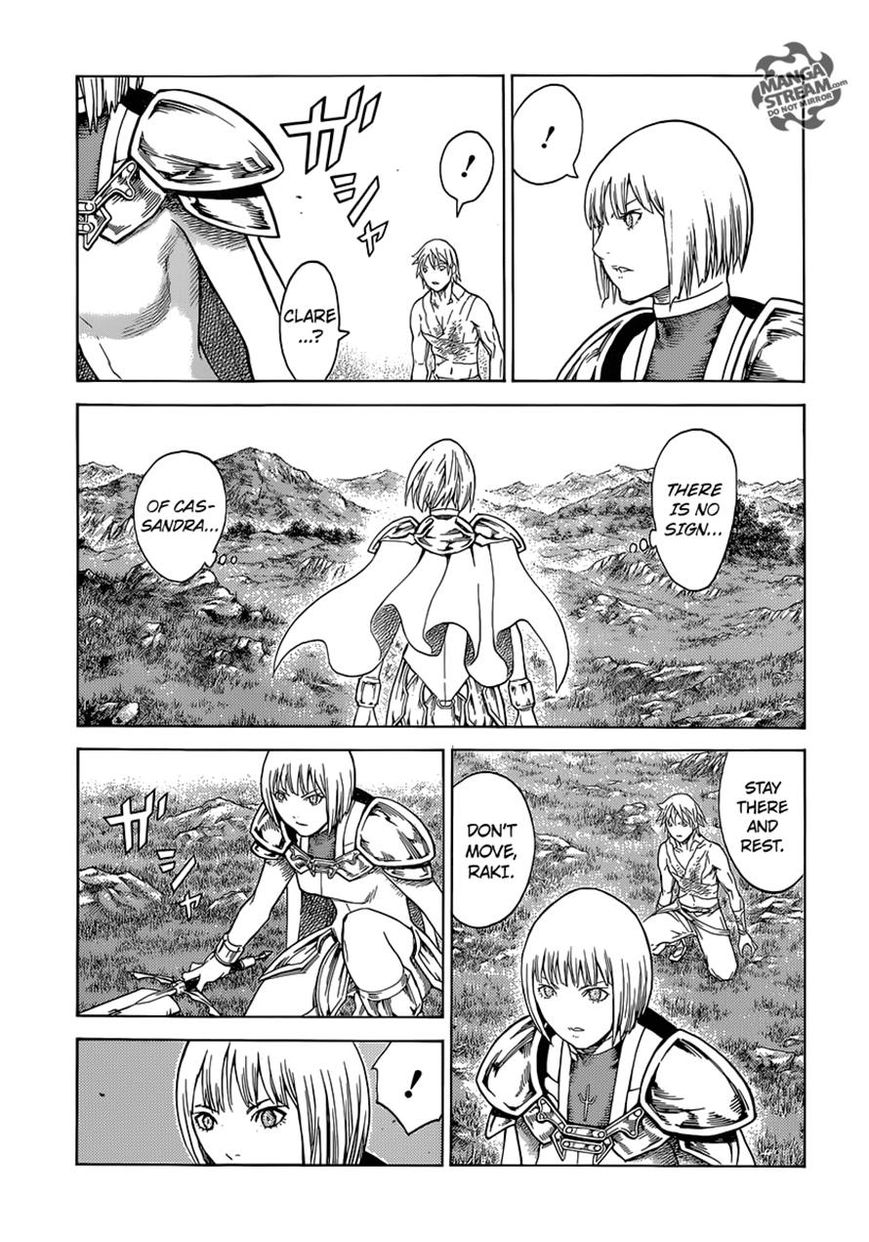 MANGA
STREAM.com
DO NOT MIRROR
!
!
ガ
シャ
CLARE
...?
THERE
IS NO
SIGN...
OF CAS-
SANDRA...
STAY
THERE
AND
REST.
DON'T
MOVE,
RAKI.
ガシッ
!